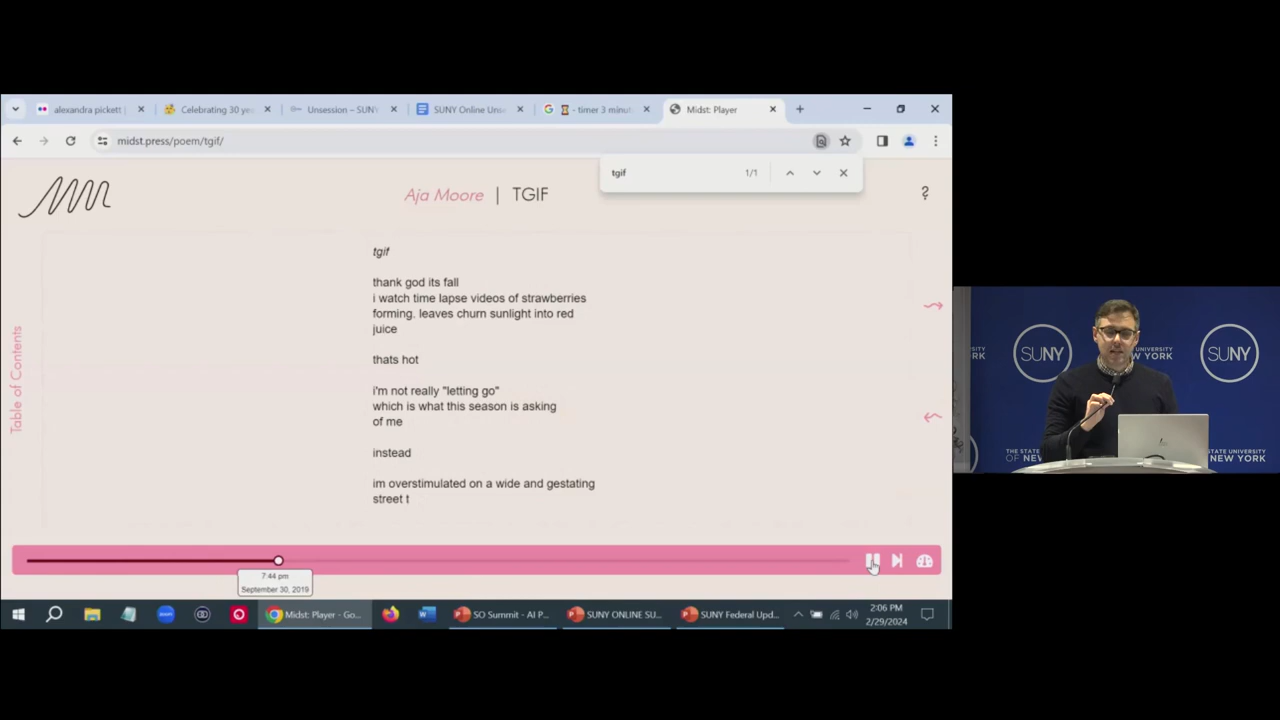 alexandra pickett
Celebrating 30 ye
Unsession – SUNY
SUNY Online Uns
- timer 3 minut
Midst: Player
midst.press/poem/tgif/
tgif
1/1
Aja Moore | TGIF
?
Table of Contents
tgif
thank god its fall
i watch time lapse videos of strawberries
forming. leaves churn sunlight into red
juice
thats hot
i'm not really "letting go"
which is what this season is asking
of me
instead
im overstimulated on a wide and gestating
street t
7:44 pm
September 30, 2019
zoom
Midst: Player - Go...
SO Summit - AI P...
SUNY ONLINE SU...
SUNY Federal Upd...
2:06 PM
2/29/2024
SUNY
SUNY
RK
UNIVERSITY
YORK
THE STATE
OF NEW
STATE UNIVERSITY
NEW YORK